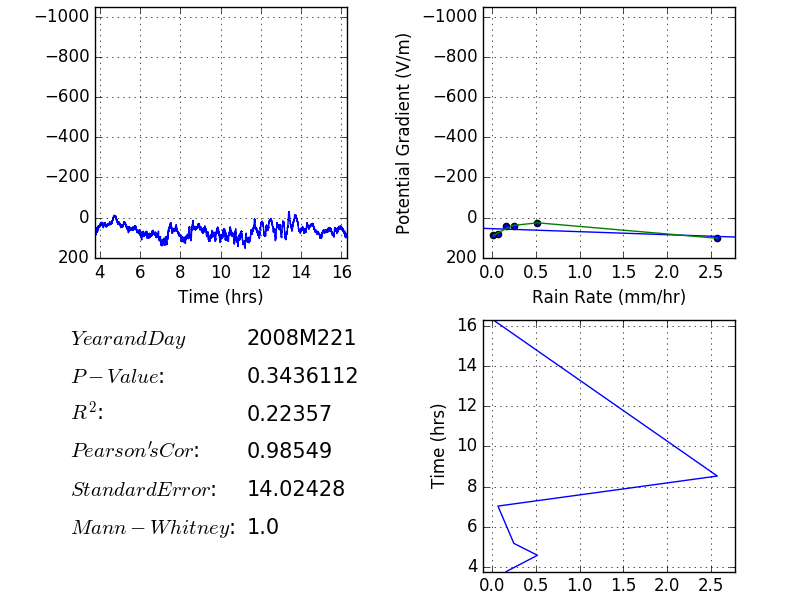 −1000
−800
−600
−400
−200
0
200
4 6 8 10 12 14 16
Time (hrs)
Potential Gradient (V/m)
−1000
−800
−600
−400
−200
0
200
0.0 0.5 1.0 1.5 2.0 2.5
Rain Rate (mm/hr)
YearandDay 2008M221
P − Value: 0.3436112
R²: 0.22357
Pearson'sCor: 0.98549
StandardError: 14.02428
Mann − Whitney: 1.0
Time (hrs)
16
14
12
10
8
6
4
0.0 0.5 1.0 1.5 2.0 2.5